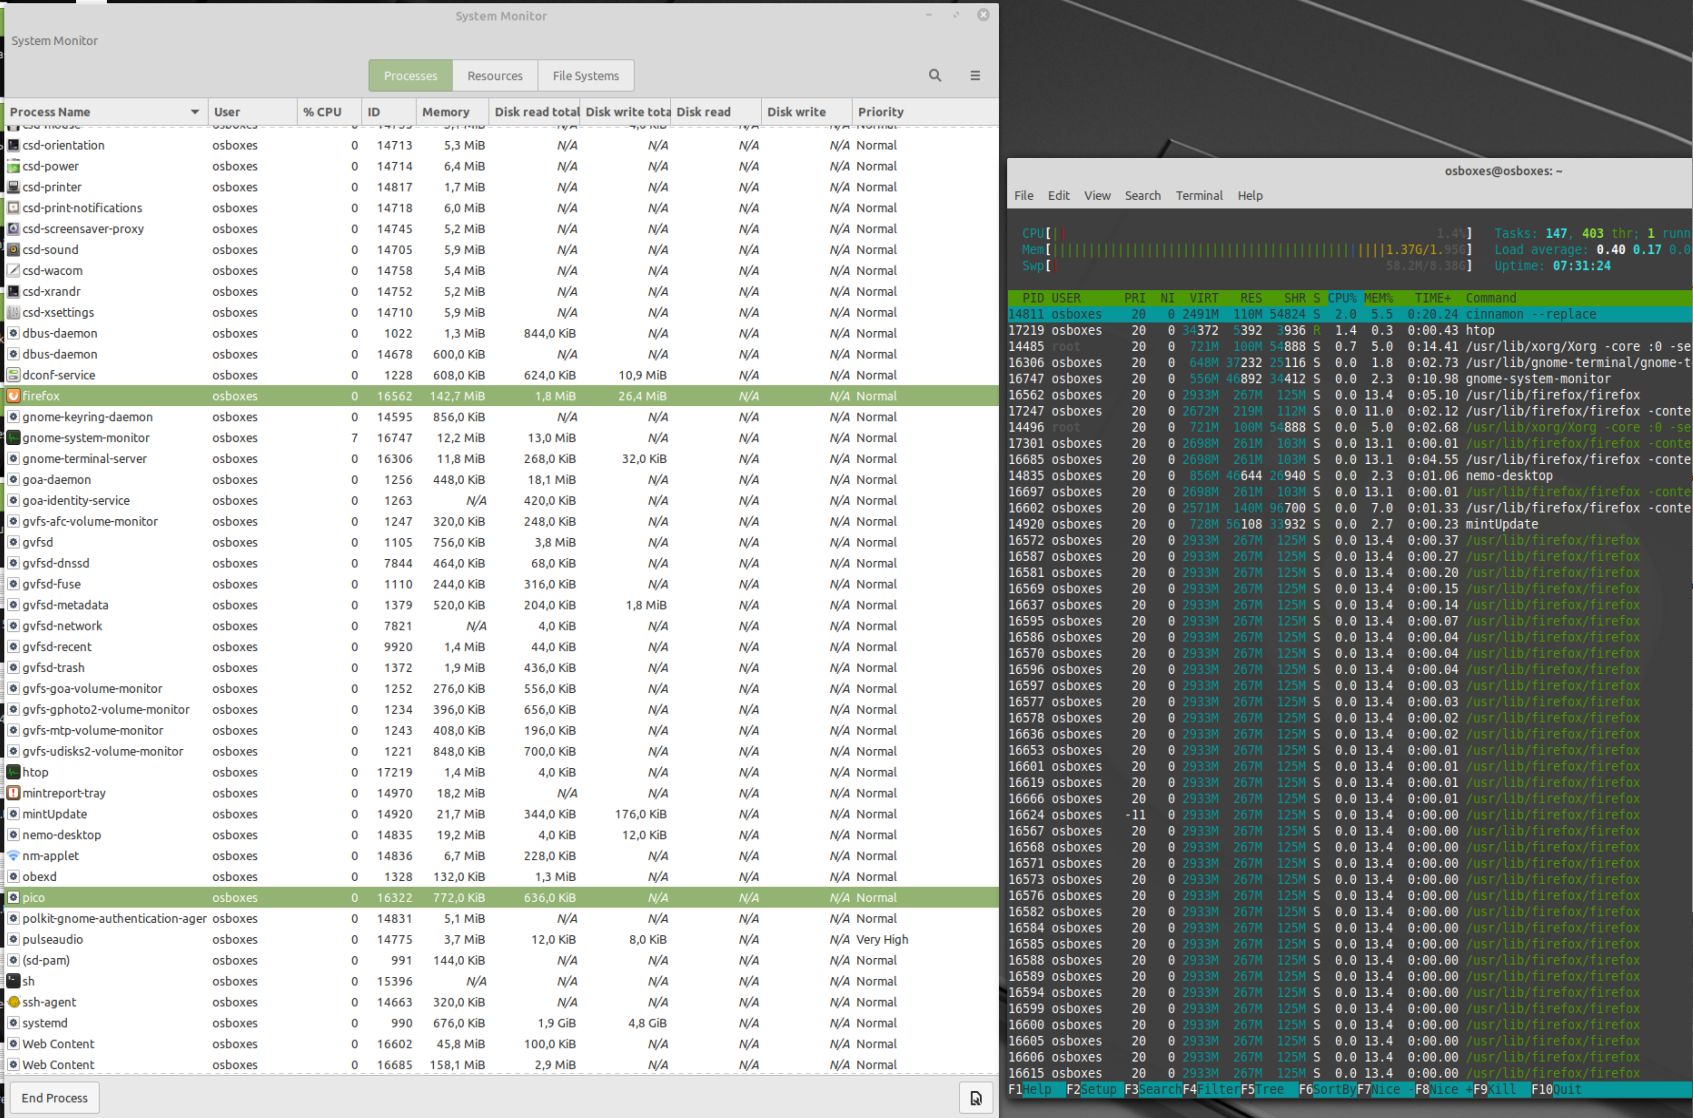 System Monitor
System Monitor
Processes Resources File Systems
Process Name User % CPU ID Memory Disk read total Disk write tota Disk read Disk write Priority
csd-orientation osboxes 0 14713 5,3 MiB N/A N/A N/A N/A Normal
csd-power osboxes 0 14714 6,4 MiB N/A N/A N/A N/A Normal
csd-printer osboxes 0 14817 1,7 MiB N/A N/A N/A N/A Normal
csd-print-notifications osboxes 0 14718 6,0 MiB N/A N/A N/A N/A Normal
csd-screensaver-proxy osboxes 0 14745 5,2 MiB N/A N/A N/A N/A Normal
csd-sound osboxes 0 14705 5,9 MiB N/A N/A N/A N/A Normal
csd-wacom osboxes 0 14758 5,4 MiB N/A N/A N/A N/A Normal
csd-xrandr osboxes 0 14752 5,2 MiB N/A N/A N/A N/A Normal
csd-xsettings osboxes 0 14710 5,9 MiB N/A N/A N/A N/A Normal
dbus-daemon osboxes 0 1022 1,3 MiB 844,0 KiB N/A N/A N/A Normal
dbus-daemon osboxes 0 14678 600,0 KiB N/A N/A N/A N/A Normal
dconf-service osboxes 0 1228 608,0 KiB 624,0 KiB 10,9 MiB N/A N/A Normal
firefox osboxes 0 16562 142,7 MiB 1,8 MiB 26,4 MiB N/A N/A Normal
gnome-keyring-daemon osboxes 0 14595 856,0 KiB N/A N/A N/A N/A Normal
gnome-system-monitor osboxes 7 16747 12,2 MiB 13,0 MiB N/A N/A N/A Normal
gnome-terminal-server osboxes 0 16306 11,8 MiB 268,0 KiB 32,0 KiB N/A N/A Normal
goa-daemon osboxes 0 1256 448,0 KiB 18,1 MiB N/A N/A N/A Normal
goa-identity-service osboxes 0 1263 N/A 420,0 KiB N/A N/A N/A Normal
gvfs-afc-volume-monitor osboxes 0 1247 320,0 KiB 248,0 KiB N/A N/A N/A Normal
gvfsd osboxes 0 1105 756,0 KiB 3,8 MiB N/A N/A N/A Normal
gvfsd-dnssd osboxes 0 7844 464,0 KiB 68,0 KiB N/A N/A N/A Normal
gvfsd-fuse osboxes 0 1110 244,0 KiB 316,0 KiB N/A N/A N/A Normal
gvfsd-metadata osboxes 0 1379 520,0 KiB 204,0 KiB 1,8 MiB N/A N/A Normal
gvfsd-network osboxes 0 7821 N/A 4,0 KiB N/A N/A N/A Normal
gvfsd-recent osboxes 0 9920 1,4 MiB 44,0 KiB N/A N/A N/A Normal
gvfsd-trash osboxes 0 1372 1,9 MiB 436,0 KiB N/A N/A N/A Normal
gvfs-goa-volume-monitor osboxes 0 1252 276,0 KiB 556,0 KiB N/A N/A N/A Normal
gvfs-gphoto2-volume-monitor osboxes 0 1234 396,0 KiB 656,0 KiB N/A N/A N/A Normal
gvfs-mtp-volume-monitor osboxes 0 1243 408,0 KiB 196,0 KiB N/A N/A N/A Normal
gvfs-udisks2-volume-monitor osboxes 0 1221 848,0 KiB 700,0 KiB N/A N/A N/A Normal
htop osboxes 0 17219 1,4 MiB 4,0 KiB N/A N/A N/A Normal
mintreport-tray osboxes 0 14970 18,2 MiB N/A N/A N/A N/A Normal
mintUpdate osboxes 0 14920 21,7 MiB 344,0 KiB 176,0 KiB N/A N/A Normal
nemo-desktop osboxes 0 14835 19,2 MiB 4,0 KiB 12,0 KiB N/A N/A Normal
nm-applet osboxes 0 14836 6,7 MiB 228,0 KiB N/A N/A N/A Normal
obexd osboxes 0 1328 132,0 KiB 1,3 MiB N/A N/A N/A Normal
pico osboxes 0 16322 772,0 KiB 636,0 KiB N/A N/A N/A Normal
polkit-gnome-authentication-ager osboxes 0 14831 5,1 MiB N/A N/A N/A N/A Normal
pulseaudio osboxes 0 14775 3,7 MiB 12,0 KiB 8,0 KiB N/A N/A Very High
(sd-pam) osboxes 0 991 144,0 KiB N/A N/A N/A N/A Normal
sh osboxes 0 15396 N/A N/A N/A N/A N/A Normal
ssh-agent osboxes 0 14663 320,0 KiB N/A N/A N/A N/A Normal
systemd osboxes 0 990 676,0 KiB 1,9 GiB 4,8 GiB N/A N/A Normal
Web Content osboxes 0 16602 45,8 MiB 100,0 KiB N/A N/A N/A Normal
Web Content osboxes 0 16685 158,1 MiB 2,9 MiB N/A N/A N/A Normal
End Process
osboxes@osboxes: ~
File Edit View Search Terminal Help
CPU[|| 1.4%] Tasks: 147, 403 thr; 1 runn
Mem[||||||||||||||||||||||||||||||||||||||1.37G/1.95G] Load average: 0.40 0.17 0.0
Swp[| 58.2M/8.38G] Uptime: 07:31:24
PID USER PRI NI VIRT RES SHR S CPU% MEM% TIME+ Command
14811 osboxes 20 0 2491M 110M 54824 S 2.0 5.5 0:20.24 cinnamon --replace
17219 osboxes 20 0 34372 5392 3936 R 1.4 0.3 0:00.43 htop
14485 root 20 0 721M 100M 54888 S 0.7 5.0 0:14.41 /usr/lib/xorg/Xorg -core :0 -se
16306 osboxes 20 0 648M 37232 25116 S 0.0 1.8 0:02.73 /usr/lib/gnome-terminal/gnome-t
16747 osboxes 20 0 556M 46892 34412 S 0.0 2.3 0:10.98 gnome-system-monitor
16562 osboxes 20 0 2933M 267M 125M S 0.0 13.4 0:05.10 /usr/lib/firefox/firefox
17247 osboxes 20 0 2672M 219M 112M S 0.0 11.0 0:02.12 /usr/lib/firefox/firefox -conte
14496 root 20 0 721M 100M 54888 S 0.0 5.0 0:02.68 /usr/lib/xorg/Xorg -core :0 -se
17301 osboxes 20 0 2698M 261M 103M S 0.0 13.1 0:00.01 /usr/lib/firefox/firefox -conte
16685 osboxes 20 0 2698M 261M 103M S 0.0 13.1 0:04.55 /usr/lib/firefox/firefox -conte
14835 osboxes 20 0 856M 46644 26940 S 0.0 2.3 0:01.06 nemo-desktop
16697 osboxes 20 0 2698M 261M 103M S 0.0 13.1 0:00.01 /usr/lib/firefox/firefox -conte
16602 osboxes 20 0 2571M 140M 96700 S 0.0 7.0 0:01.33 /usr/lib/firefox/firefox -conte
14920 osboxes 20 0 728M 56108 33932 S 0.0 2.7 0:00.23 mintUpdate
16572 osboxes 20 0 2933M 267M 125M S 0.0 13.4 0:00.37 /usr/lib/firefox/firefox
16587 osboxes 20 0 2933M 267M 125M S 0.0 13.4 0:00.27 /usr/lib/firefox/firefox
16581 osboxes 20 0 2933M 267M 125M S 0.0 13.4 0:00.20 /usr/lib/firefox/firefox
16569 osboxes 20 0 2933M 267M 125M S 0.0 13.4 0:00.15 /usr/lib/firefox/firefox
16637 osboxes 20 0 2933M 267M 125M S 0.0 13.4 0:00.14 /usr/lib/firefox/firefox
16595 osboxes 20 0 2933M 267M 125M S 0.0 13.4 0:00.07 /usr/lib/firefox/firefox
16586 osboxes 20 0 2933M 267M 125M S 0.0 13.4 0:00.04 /usr/lib/firefox/firefox
16570 osboxes 20 0 2933M 267M 125M S 0.0 13.4 0:00.04 /usr/lib/firefox/firefox
16596 osboxes 20 0 2933M 267M 125M S 0.0 13.4 0:00.04 /usr/lib/firefox/firefox
16597 osboxes 20 0 2933M 267M 125M S 0.0 13.4 0:00.03 /usr/lib/firefox/firefox
16577 osboxes 20 0 2933M 267M 125M S 0.0 13.4 0:00.03 /usr/lib/firefox/firefox
16578 osboxes 20 0 2933M 267M 125M S 0.0 13.4 0:00.02 /usr/lib/firefox/firefox
16636 osboxes 20 0 2933M 267M 125M S 0.0 13.4 0:00.02 /usr/lib/firefox/firefox
16653 osboxes 20 0 2933M 267M 125M S 0.0 13.4 0:00.01 /usr/lib/firefox/firefox
16601 osboxes 20 0 2933M 267M 125M S 0.0 13.4 0:00.01 /usr/lib/firefox/firefox
16619 osboxes 20 0 2933M 267M 125M S 0.0 13.4 0:00.01 /usr/lib/firefox/firefox
16666 osboxes 20 0 2933M 267M 125M S 0.0 13.4 0:00.01 /usr/lib/firefox/firefox
16624 osboxes -11 0 2933M 267M 125M S 0.0 13.4 0:00.00 /usr/lib/firefox/firefox
16567 osboxes 20 0 2933M 267M 125M S 0.0 13.4 0:00.00 /usr/lib/firefox/firefox
16568 osboxes 20 0 2933M 267M 125M S 0.0 13.4 0:00.00 /usr/lib/firefox/firefox
16571 osboxes 20 0 2933M 267M 125M S 0.0 13.4 0:00.00 /usr/lib/firefox/firefox
16573 osboxes 20 0 2933M 267M 125M S 0.0 13.4 0:00.00 /usr/lib/firefox/firefox
16576 osboxes 20 0 2933M 267M 125M S 0.0 13.4 0:00.00 /usr/lib/firefox/firefox
16582 osboxes 20 0 2933M 267M 125M S 0.0 13.4 0:00.00 /usr/lib/firefox/firefox
16584 osboxes 20 0 2933M 267M 125M S 0.0 13.4 0:00.00 /usr/lib/firefox/firefox
16585 osboxes 20 0 2933M 267M 125M S 0.0 13.4 0:00.00 /usr/lib/firefox/firefox
16588 osboxes 20 0 2933M 267M 125M S 0.0 13.4 0:00.00 /usr/lib/firefox/firefox
16589 osboxes 20 0 2933M 267M 125M S 0.0 13.4 0:00.00 /usr/lib/firefox/firefox
16594 osboxes 20 0 2933M 267M 125M S 0.0 13.4 0:00.00 /usr/lib/firefox/firefox
16599 osboxes 20 0 2933M 267M 125M S 0.0 13.4 0:00.00 /usr/lib/firefox/firefox
16600 osboxes 20 0 2933M 267M 125M S 0.0 13.4 0:00.00 /usr/lib/firefox/firefox
16605 osboxes 20 0 2933M 267M 125M S 0.0 13.4 0:00.00 /usr/lib/firefox/firefox
16606 osboxes 20 0 2933M 267M 125M S 0.0 13.4 0:00.00 /usr/lib/firefox/firefox
16615 osboxes 20 0 2933M 267M 125M S 0.0 13.4 0:00.00 /usr/lib/firefox/firefox
F1Help F2Setup F3SearchF4FilterF5Tree F6SortByF7Nice -F8Nice +F9Kill F10Quit